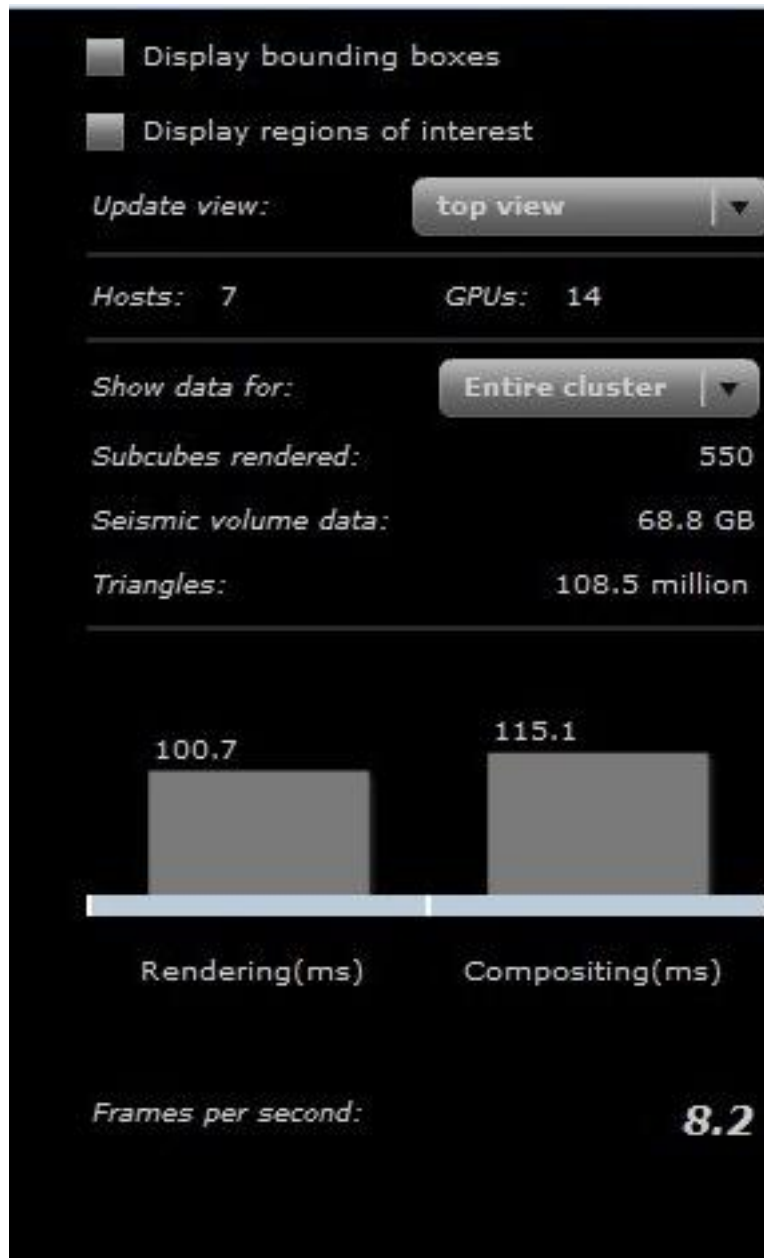 Display bounding boxes
Display regions of interest
Update view: top view
Hosts: 7 GPUs: 14
Show data for: Entire cluster
Subcubes rendered: 550
Seismic volume data: 68.8 GB
Triangles: 108.5 million
100.7 115.1
Rendering(ms) Compositing(ms)
Frames per second: 8.2